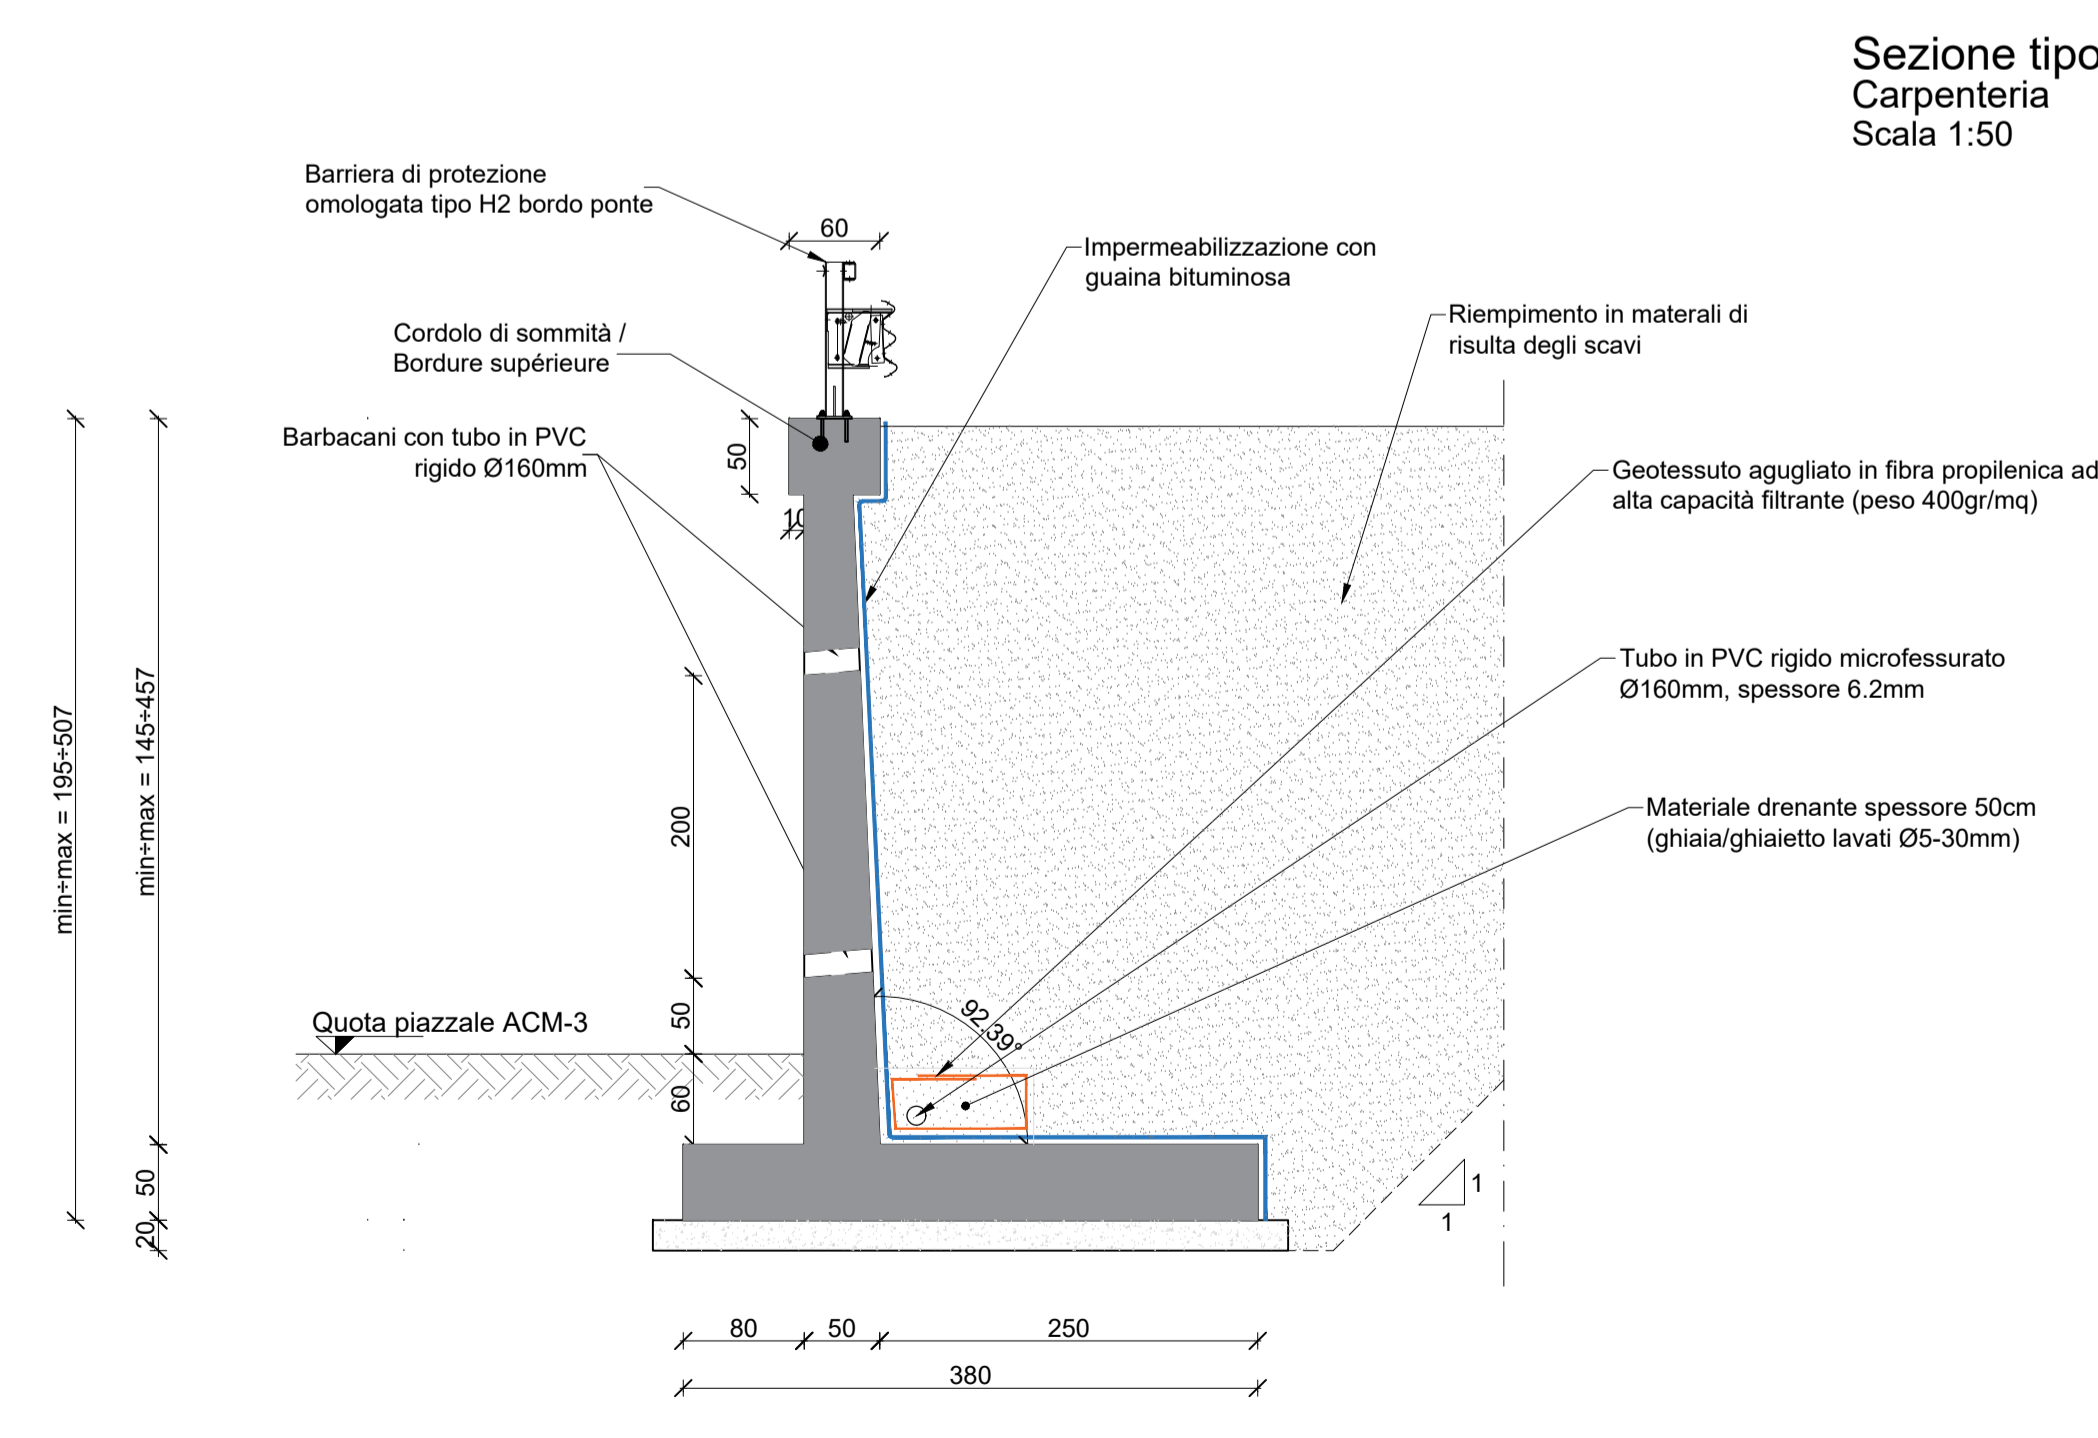 Sezione tipo
Carpenteria
Scala 1:50
Barriera di protezione
omologata tipo H2 bordo ponte
60
Impermeabilizzazione con
guaina bituminosa
Riempimento in materali di
risulta degli scavi
Cordolo di sommità /
Bordure supérieure
Barbacani con tubo in PVC
rigido Ø160mm
50
10
Geotessuto agugliato in fibra propilenica ad
alta capacità filtrante (peso 400gr/mq)
Tubo in PVC rigido microfessurato
Ø160mm, spessore 6.2mm
Materiale drenante spessore 50cm
(ghiaia/ghiaietto lavati Ø5-30mm)
min÷max = 195÷507
min÷max = 145÷457
200
50
60
92.39°
Quota piazzale ACM-3
50
20
1
1
80
50
250
380